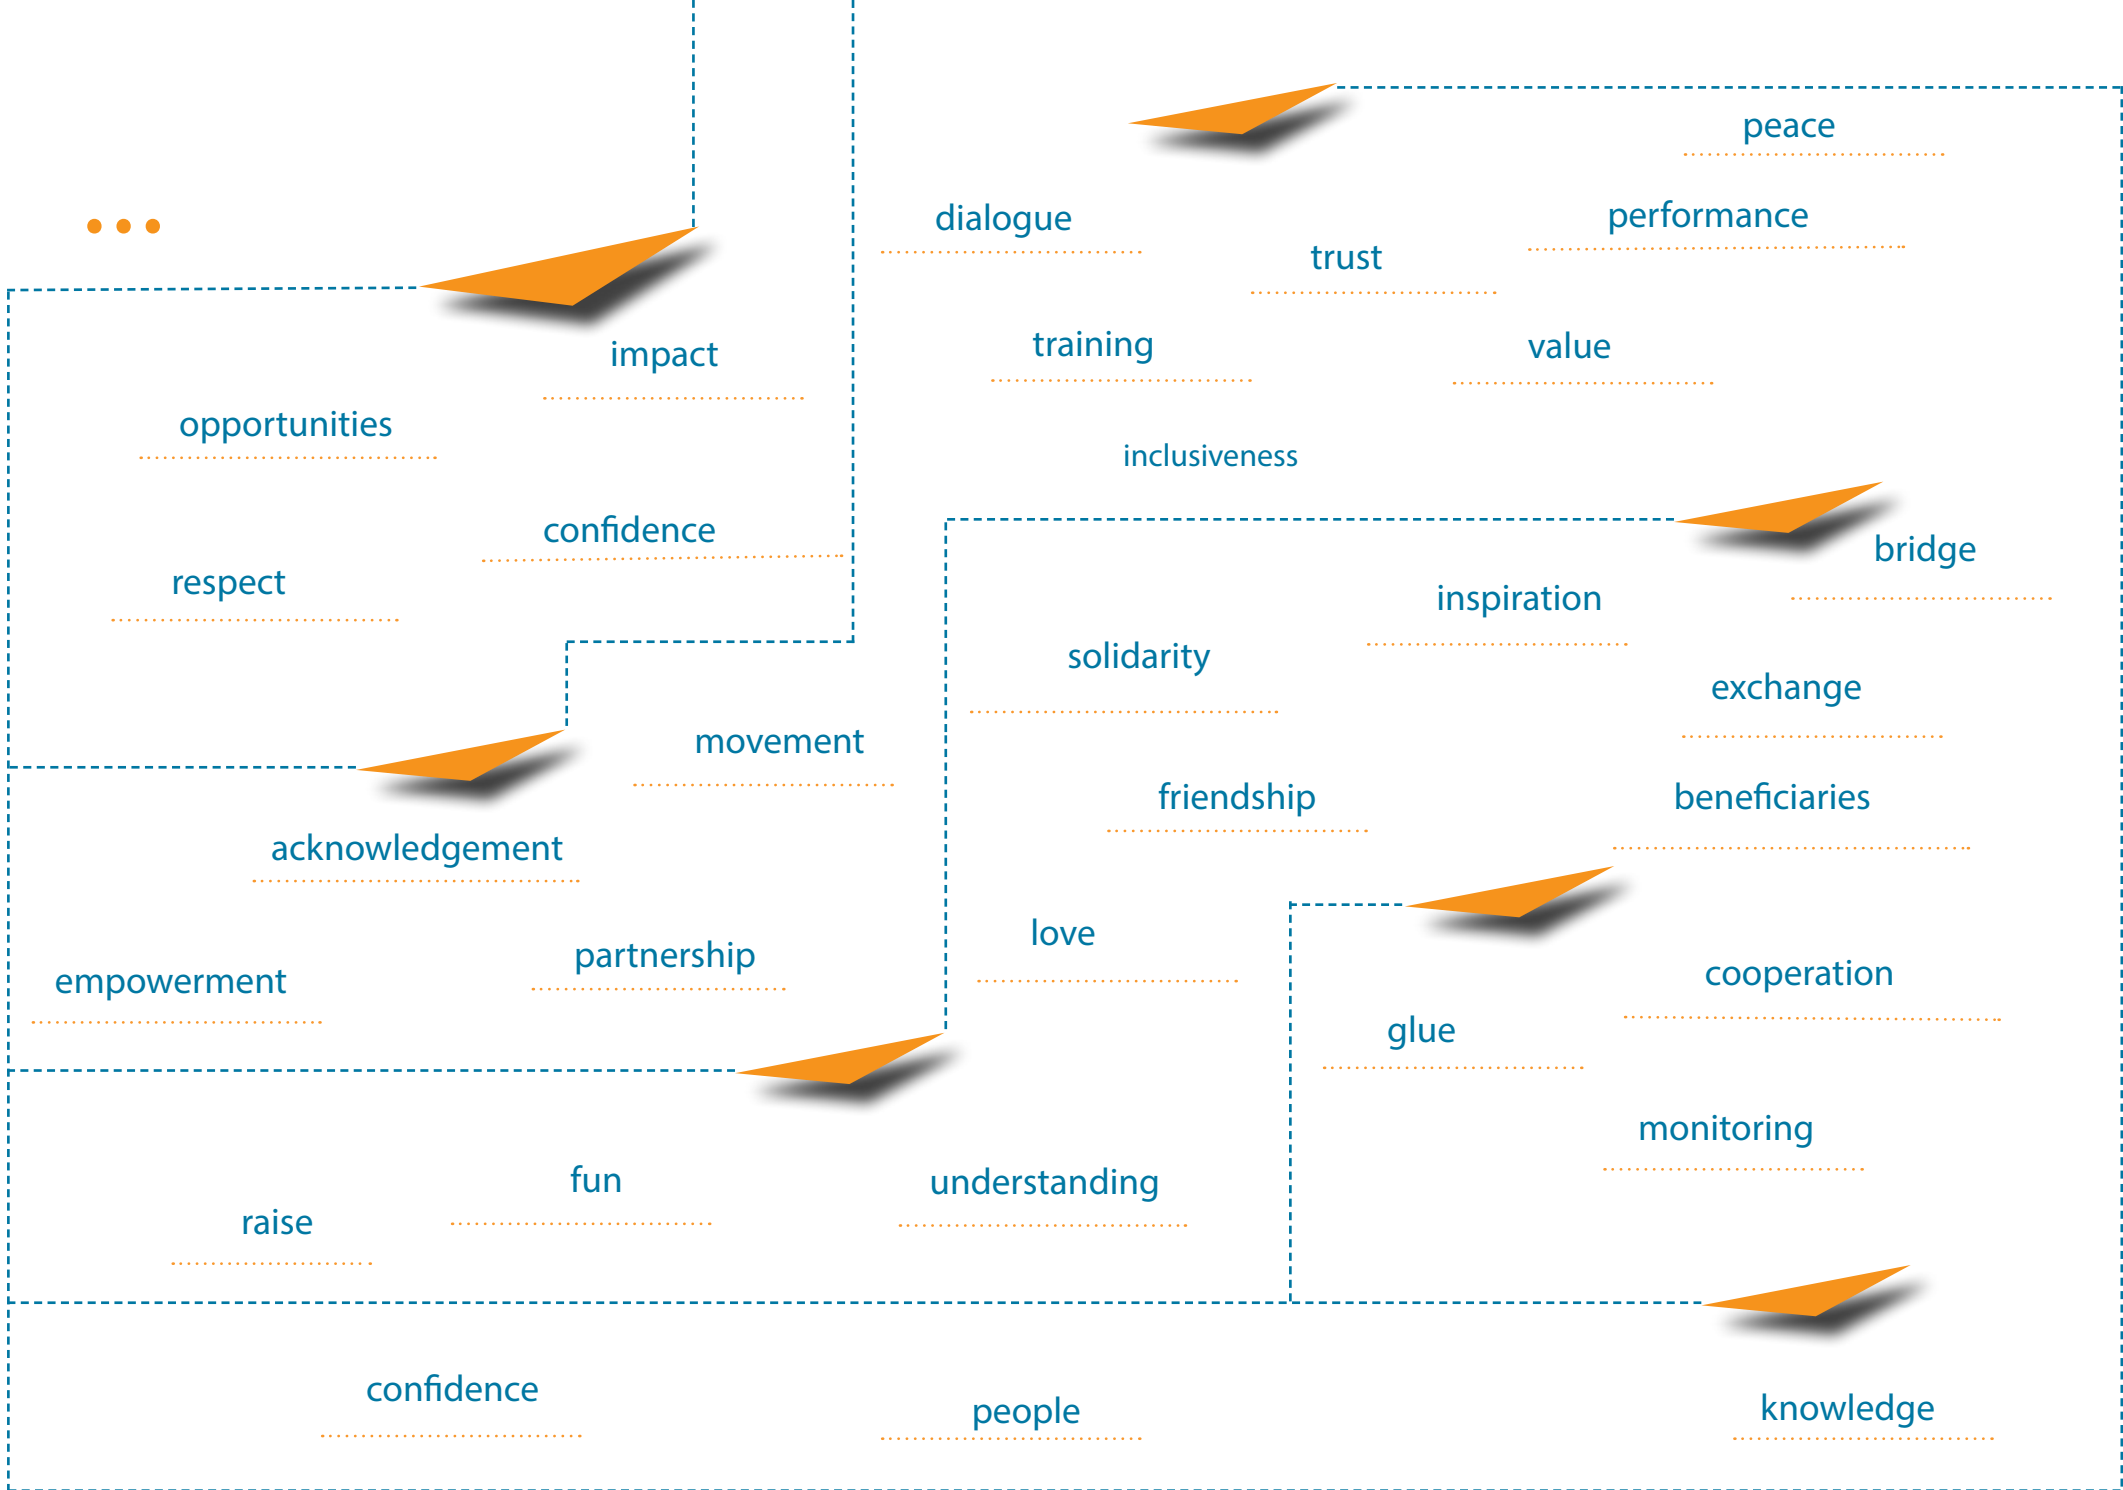 peace
dialogue
performance
trust
training
value
impact
opportunities
inclusiveness
confidence
bridge
respect
inspiration
solidarity
exchange
movement
friendship
beneficiaries
acknowledgement
love
partnership
cooperation
empowerment
glue
monitoring
fun
understanding
raise
confidence
people
knowledge